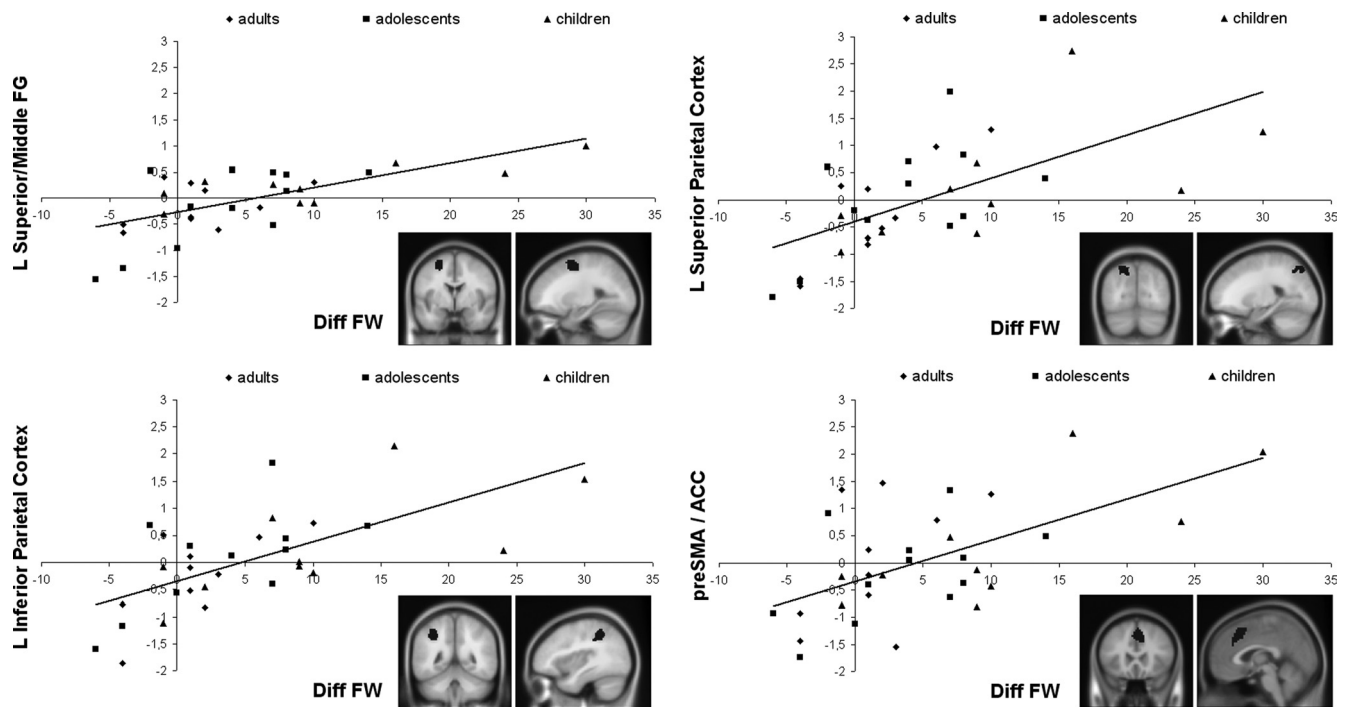 adults adolescents children
L Superior/Middle FG
3
2,5
2
1,5
1
0,5
0
-0,5
-1
-1,5
-2
-10 -5 0 5 10 15 20 25 30 35
Diff FW
adults adolescents children
L Superior Parietal Cortex
3
2,5
2
1,5
1
0,5
0
-0,5
-1
-1,5
-2
-10 -5 0 5 10 15 20 25 30 35
Diff FW
adults adolescents children
L Inferior Parietal Cortex
3
2,5
2
1,5
1
0,5
0
-0,5
-1
-1,5
-2
-10 -5 0 5 10 15 20 25 30 35
Diff FW
adults adolescents children
preSMA / ACC
3
2,5
2
1,5
1
0,5
0
-0,5
-1
-1,5
-2
-10 -5 0 5 10 15 20 25 30 35
Diff FW